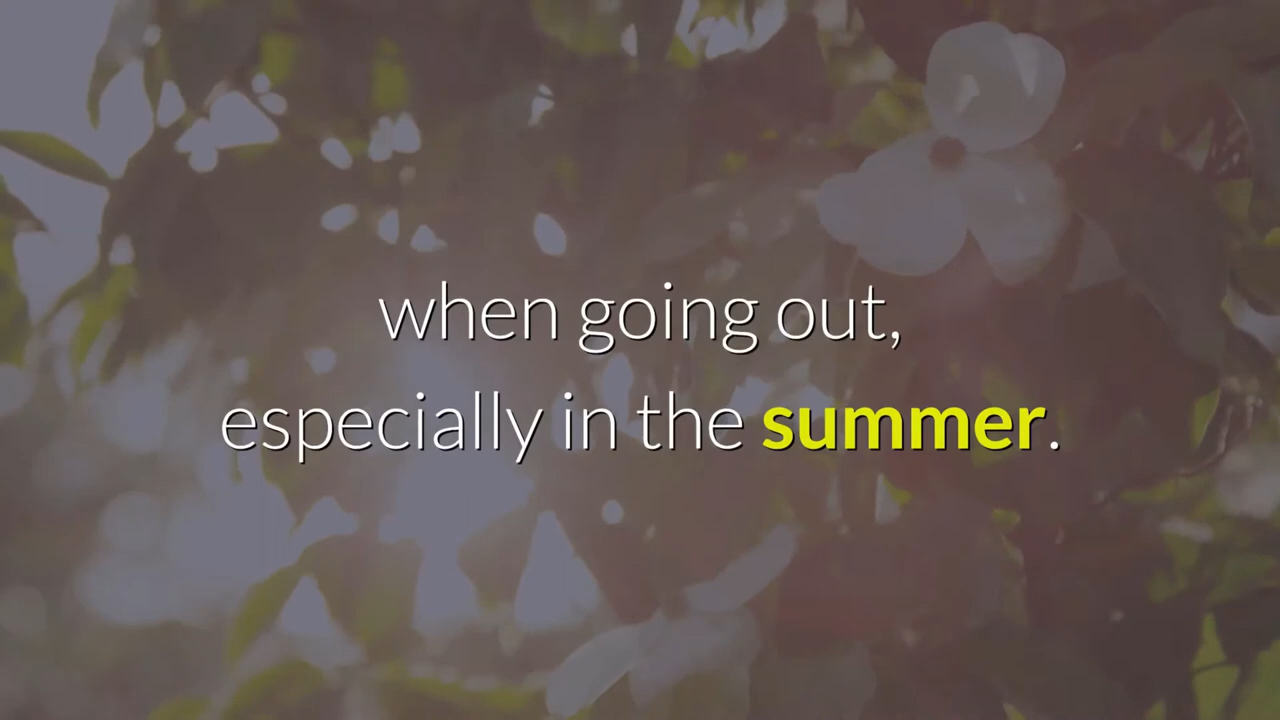 when going out,
especially in the summer.